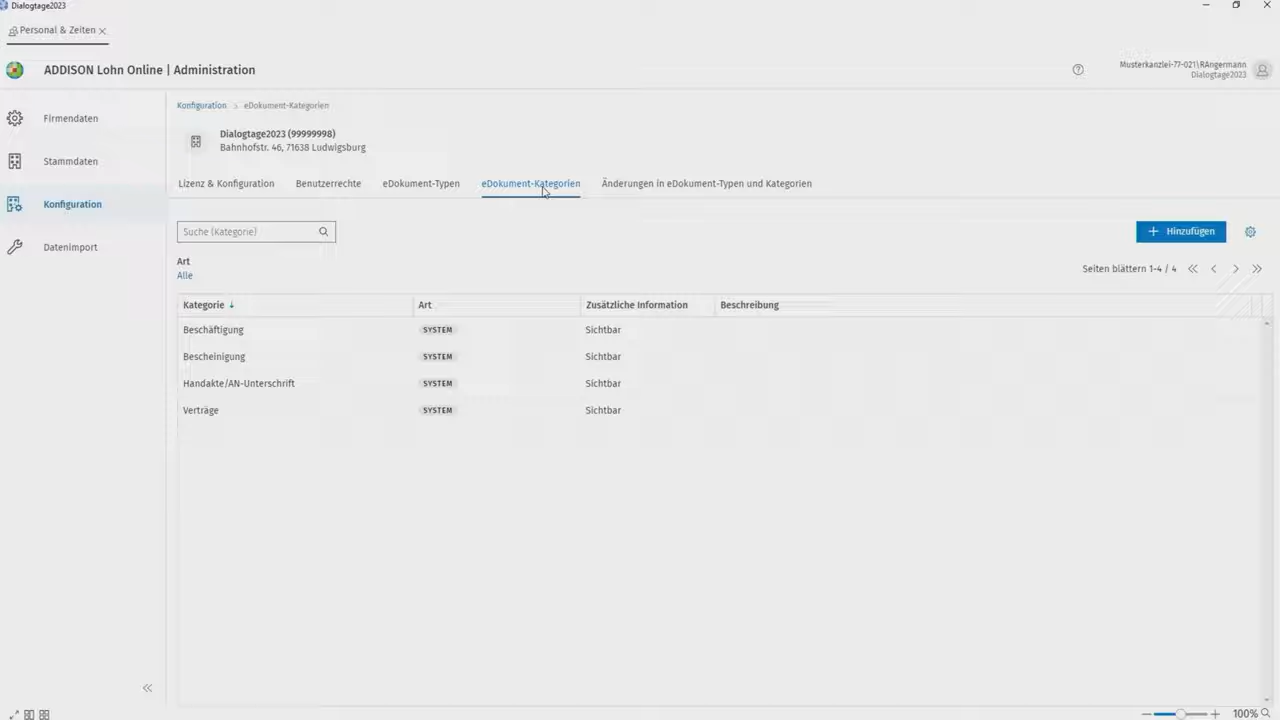 Dialogtage2023
Personal & Zeiten
ADDISON Lohn Online | Administration
Musterkanzlei-77-021\RAngermann
Dialogtage2023
Firmendaten
Stammdaten
Konfiguration
Datenimport
Konfiguration > eDokument-Kategorien
Dialogtage2023 (99999998)
Bahnhofstr. 46, 71638 Ludwigsburg
Lizenz & Konfiguration Benutzerrechte eDokument-Typen eDokument-Kategorien Änderungen in eDokument-Typen und Kategorien
Suche (Kategorie)
Hinzufügen
Art
Alle
Seiten blättern 1-4 / 4
Kategorie Art Zusätzliche Information Beschreibung
Beschäftigung SYSTEM Sichtbar
Bescheinigung SYSTEM Sichtbar
Handakte/AN-Unterschrift SYSTEM Sichtbar
Verträge SYSTEM Sichtbar
100%